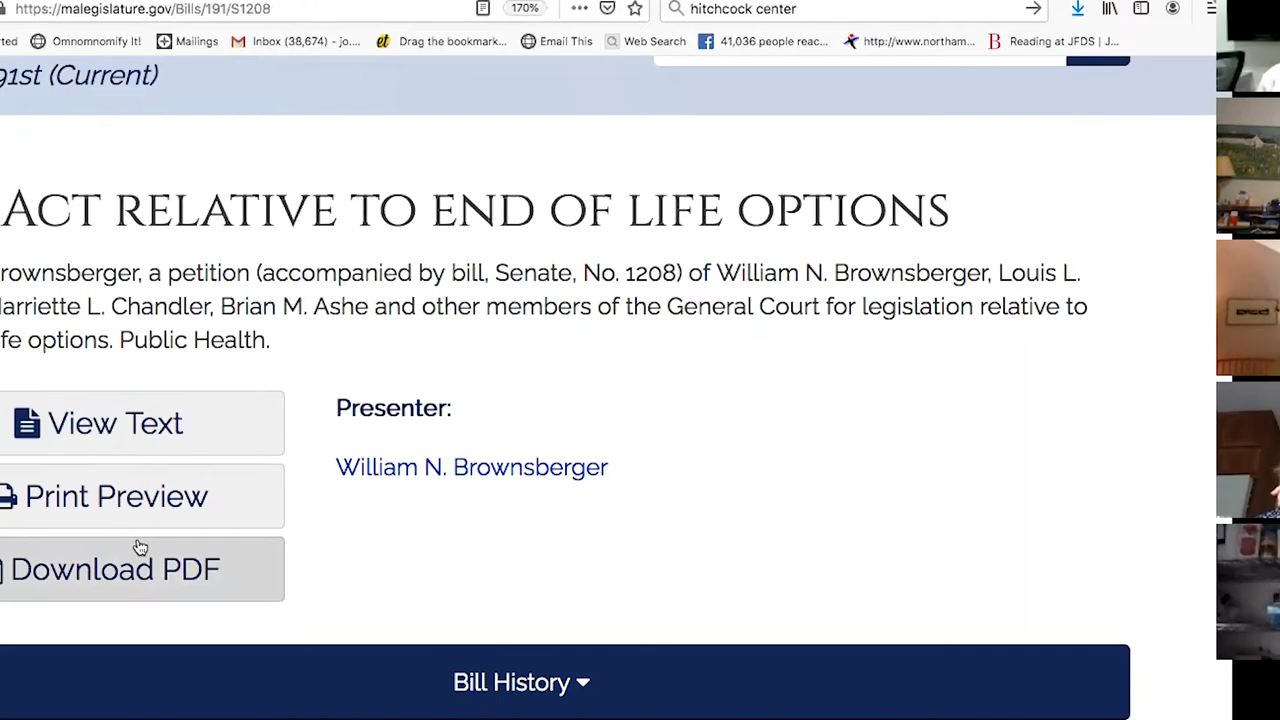 https://malegislature.gov/Bills/191/S1208
170%
hitchcock center
Omnomnomify It!
Mailings
Inbox (38,674) - jo....
Drag the bookmark...
Email This
Web Search
41,036 people reac...
http://www.northam...
Reading at JFDS | J...
91st (Current)
ACT RELATIVE TO END OF LIFE OPTIONS
rownsberger, a petition (accompanied by bill, Senate, No. 1208) of William N. Brownsberger, Louis L.
arriette L. Chandler, Brian M. Ashe and other members of the General Court for legislation relative to
fe options. Public Health.
View Text
Presenter:
William N. Brownsberger
Print Preview
Download PDF
Bill History